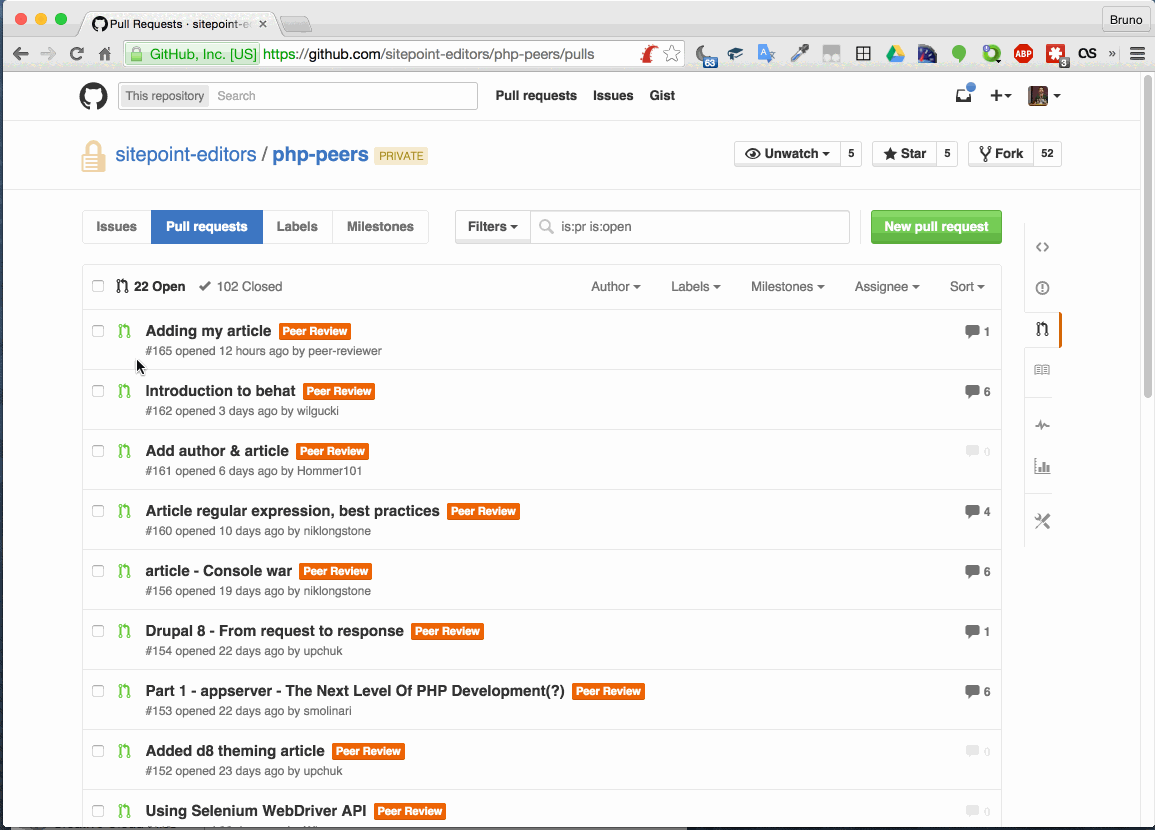 Pull Requests · sitepoint-e
Bruno
GitHub, Inc. [US] https://github.com/sitepoint-editors/php-peers/pulls
63
ABP
3
This repository Search
Pull requests Issues Gist
sitepoint-editors / php-peers PRIVATE
Unwatch 5
Star 5
Fork 52
Issues Pull requests Labels Milestones
Filters is:pr is:open
New pull request
22 Open 102 Closed
Author Labels Milestones Assignee Sort
Adding my article Peer Review 1
#165 opened 12 hours ago by peer-reviewer
Introduction to behat Peer Review 6
#162 opened 3 days ago by wilgucki
Add author & article Peer Review 0
#161 opened 6 days ago by Hommer101
Article regular expression, best practices Peer Review 4
#160 opened 10 days ago by niklongstone
article - Console war Peer Review 6
#156 opened 19 days ago by niklongstone
Drupal 8 - From request to response Peer Review 1
#154 opened 22 days ago by upchuk
Part 1 - appserver - The Next Level Of PHP Development(?) Peer Review 6
#153 opened 22 days ago by smolinari
Added d8 theming article Peer Review 0
#152 opened 23 days ago by upchuk
Using Selenium WebDriver API Peer Review 0